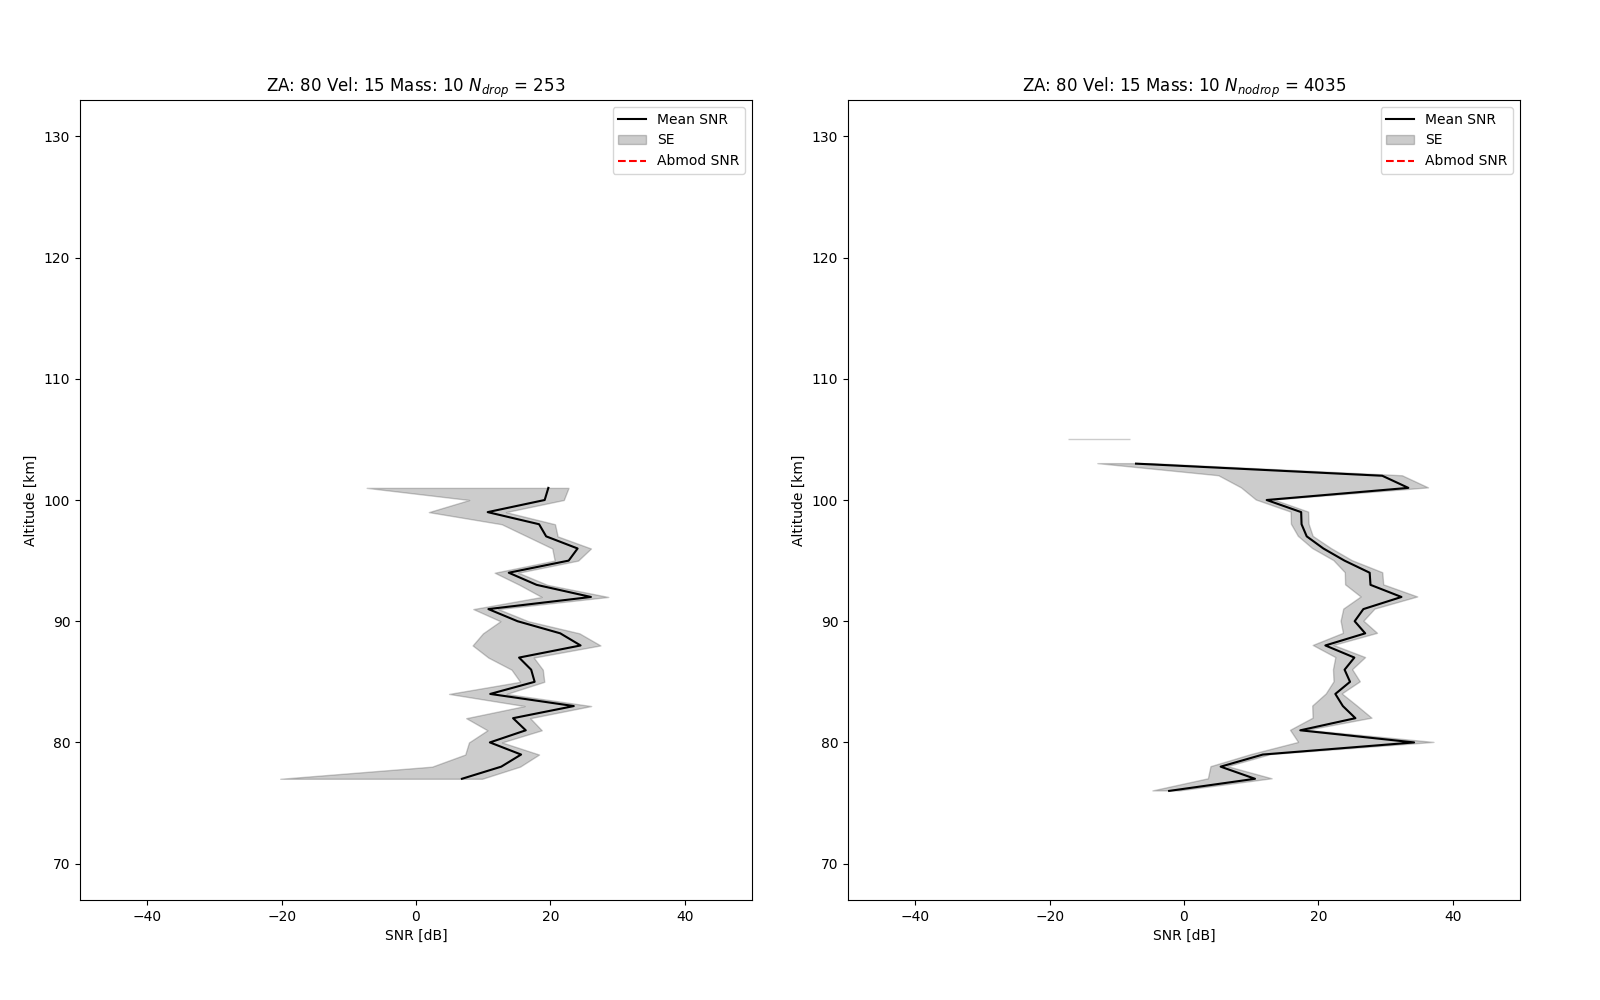 ZA: 80 Vel: 15 Mass: 10 N_drop = 253
Mean SNR
SE
Abmod SNR
130
120
110
100
90
80
70
Altitude [km]
−40
−20
0
20
40
SNR [dB]
ZA: 80 Vel: 15 Mass: 10 N_nodrop = 4035
Mean SNR
SE
Abmod SNR
130
120
110
100
90
80
70
Altitude [km]
−40
−20
0
20
40
SNR [dB]